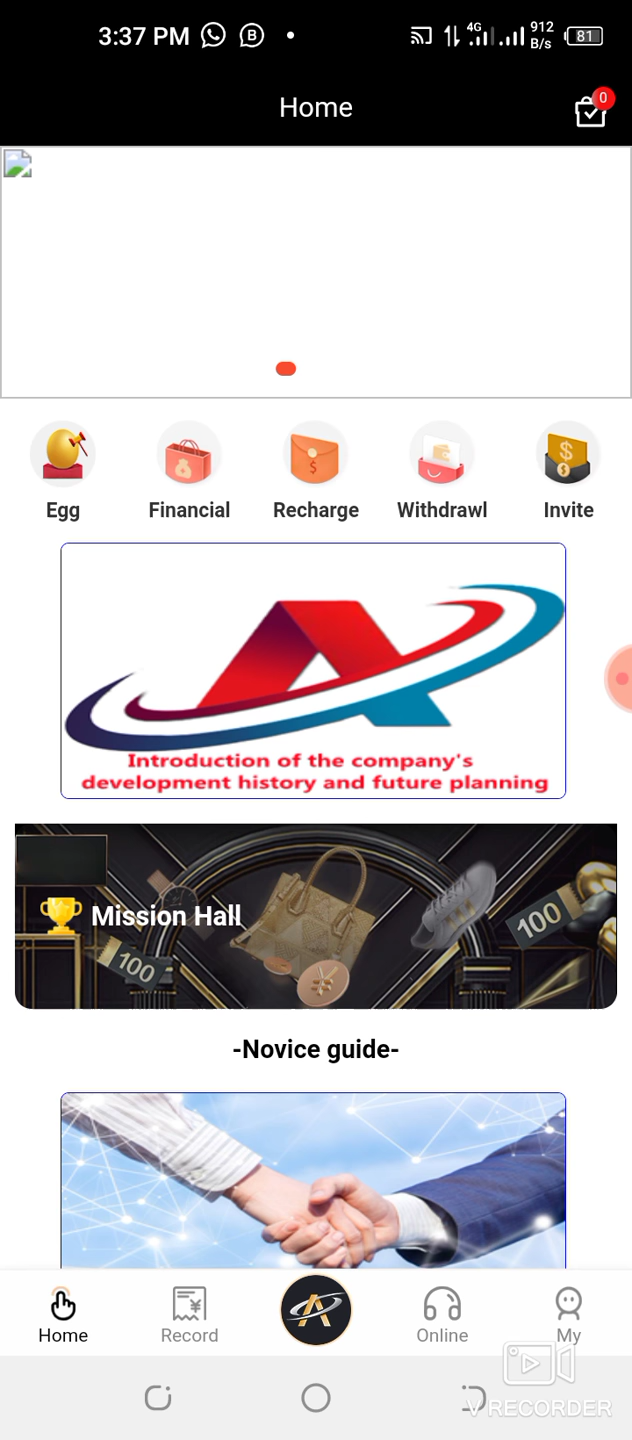 3:37 PM
4G
912
B/s
81
Home
0
Egg
Financial
Recharge
Withdrawl
Invite
Introduction of the company's
development history and future planning
Mission Hall
100
100
-Novice guide-
Home
Record
Online
My
V RECORDER